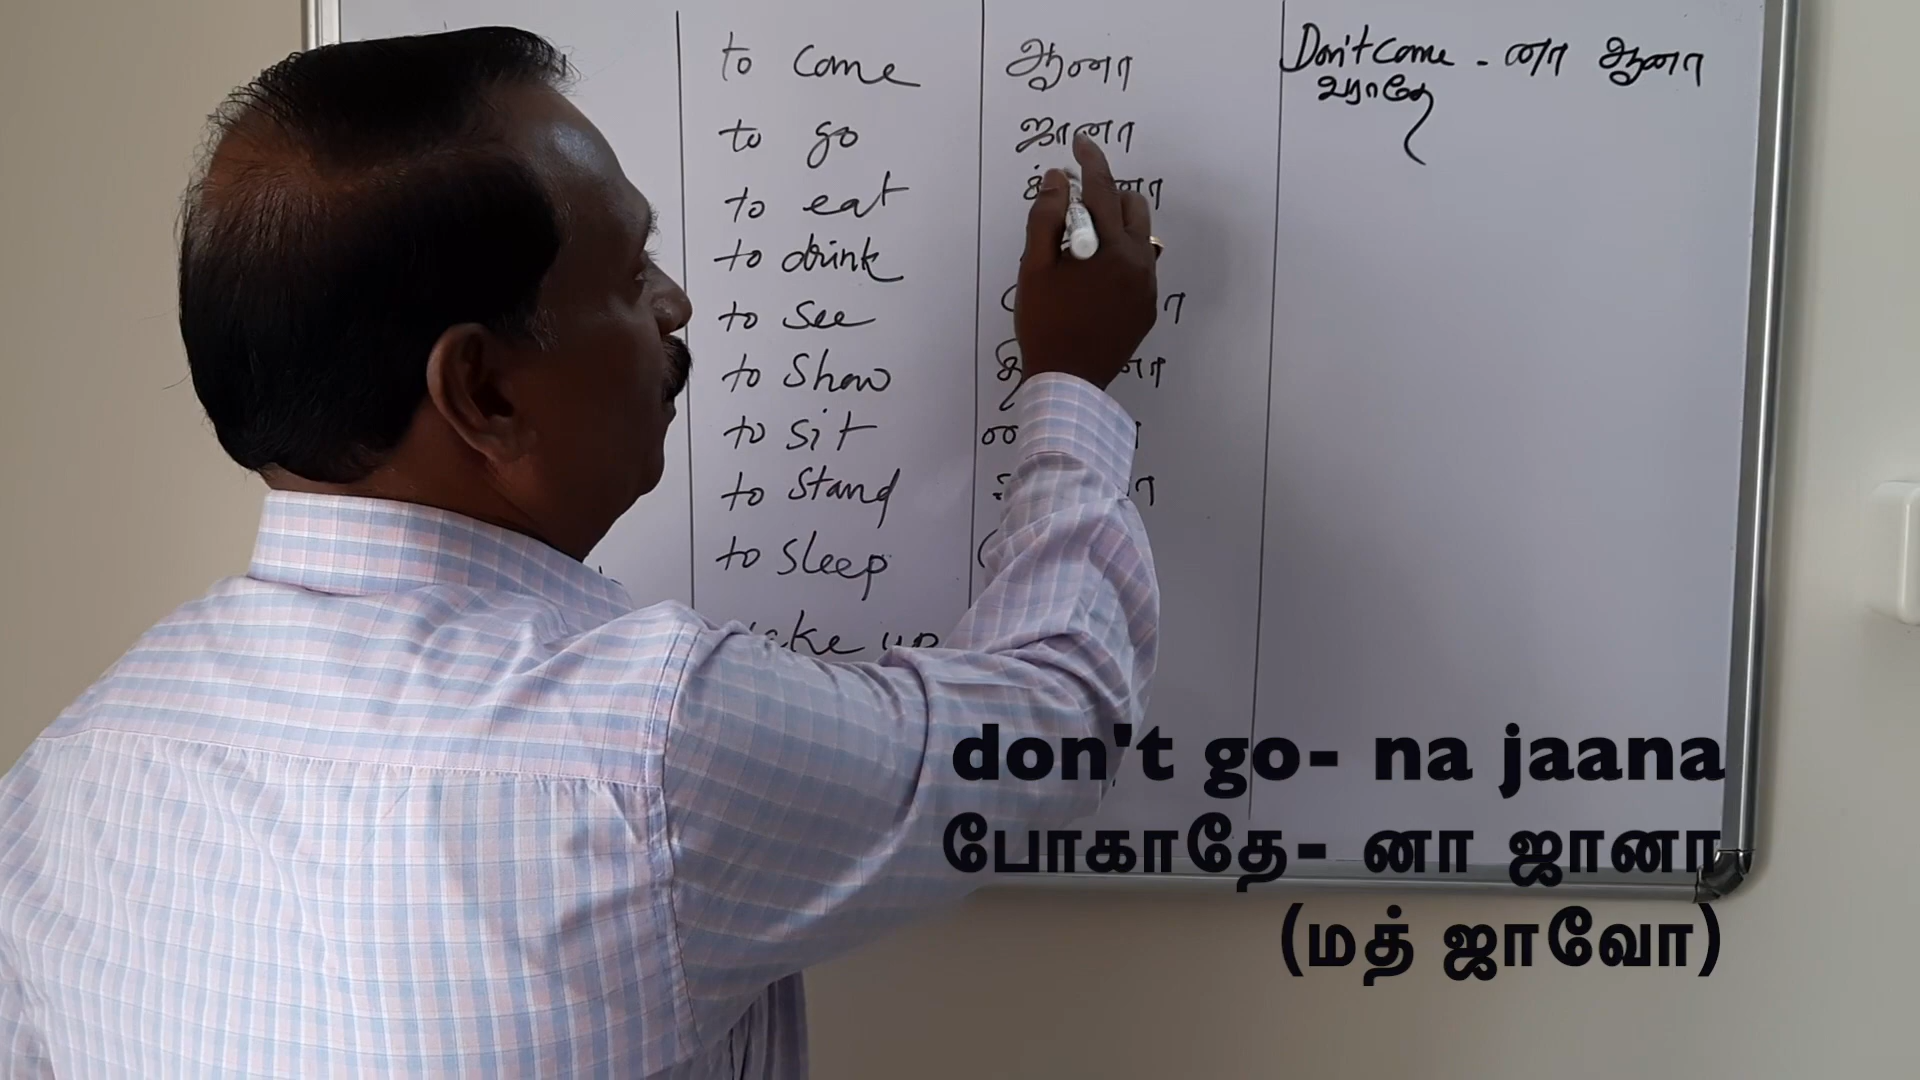 to come ஆனா Don't come - னா ஆனா
வராதே
to go ஜானா
to eat
to drink
to see
to show
to sit
to stand
to sleep
up
don't go- na jaana
போகாதே- னா ஜானா
(மத் ஜாவோ)